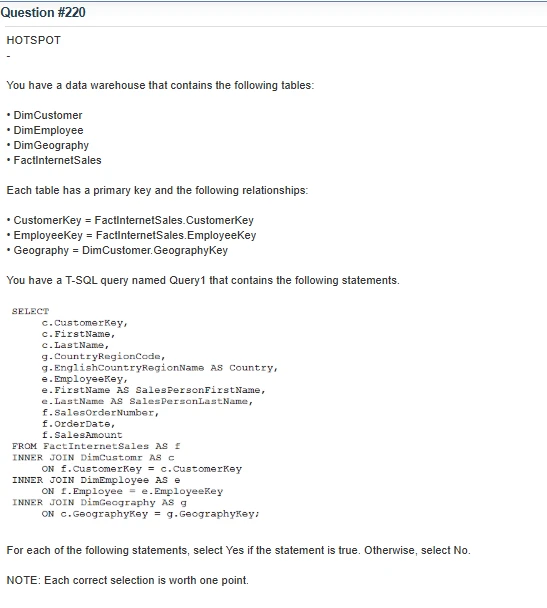 Question #220
HOTSPOT
-
You have a data warehouse that contains the following tables:
• DimCustomer
• DimEmployee
• DimGeography
• FactInternetSales
Each table has a primary key and the following relationships:
• CustomerKey = FactInternetSales.CustomerKey
• EmployeeKey = FactInternetSales.EmployeeKey
• Geography = DimCustomer.GeographyKey
You have a T-SQL query named Query1 that contains the following statements.
SELECT
c.CustomerKey,
c.FirstName,
c.LastName,
g.CountryRegionCode,
g.EnglishCountryRegionName AS Country,
e.EmployeeKey,
e.FirstName AS SalesPersonFirstName,
e.LastName AS SalesPersonLastName,
f.SalesOrderNumber,
f.OrderDate,
f.SalesAmount
FROM FactInternetSales AS f
INNER JOIN DimCustomr AS c
ON f.CustomerKey = c.CustomerKey
INNER JOIN DimEmployee AS e
ON f.Employee = e.EmployeeKey
INNER JOIN DimGeography AS g
ON c.GeographyKey = g.GeographyKey;
For each of the following statements, select Yes if the statement is true. Otherwise, select No.
NOTE: Each correct selection is worth one point.